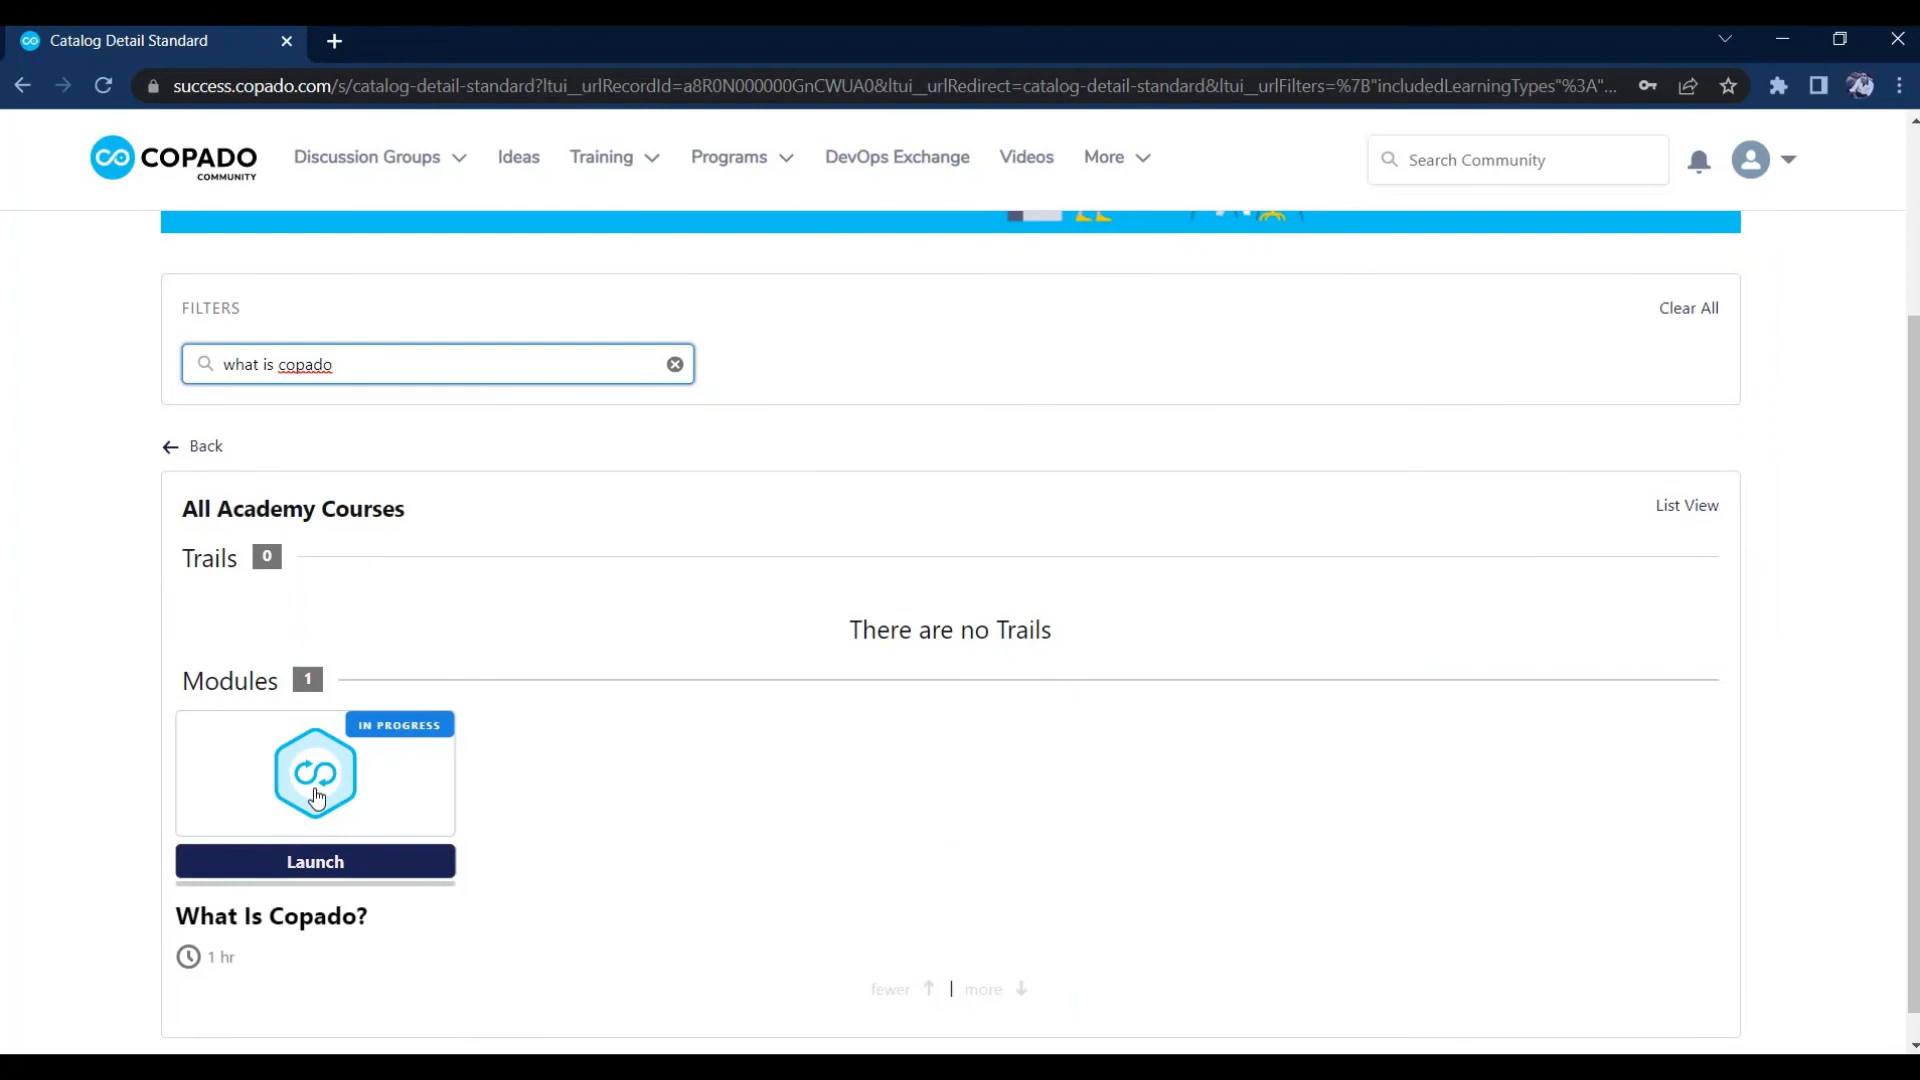 Catalog Detail Standard
success.copado.com/s/catalog-detail-standard?ltui__urlRecordId=a8R0N000000GnCWUA0&ltui__urlRedirect=catalog-detail-standard&ltui__urlFilters=%7B"includedLearningTypes"%3A"...
COPADO
COMMUNITY
Discussion Groups
Ideas
Training
Programs
DevOps Exchange
Videos
More
Search Community
FILTERS
Clear All
what is copado
Back
All Academy Courses
List View
Trails 0
There are no Trails
Modules 1
IN PROGRESS
Launch
What Is Copado?
1 hr
fewer | more